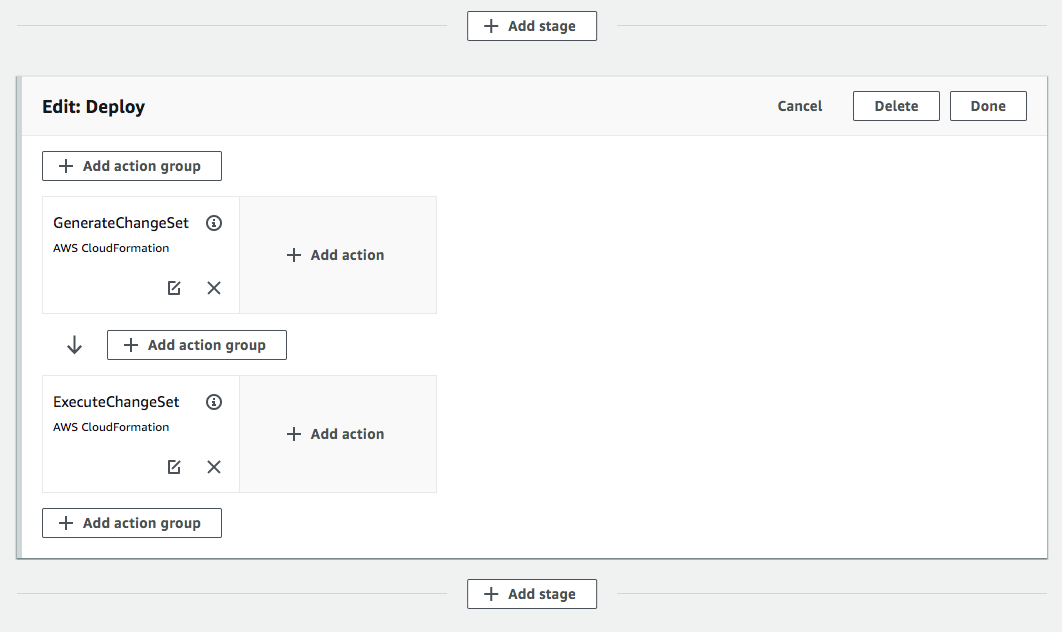 Add stage
Edit: Deploy
Cancel
Delete
Done
Add action group
GenerateChangeSet
AWS CloudFormation
Add action
Add action group
ExecuteChangeSet
AWS CloudFormation
Add action
Add action group
Add stage